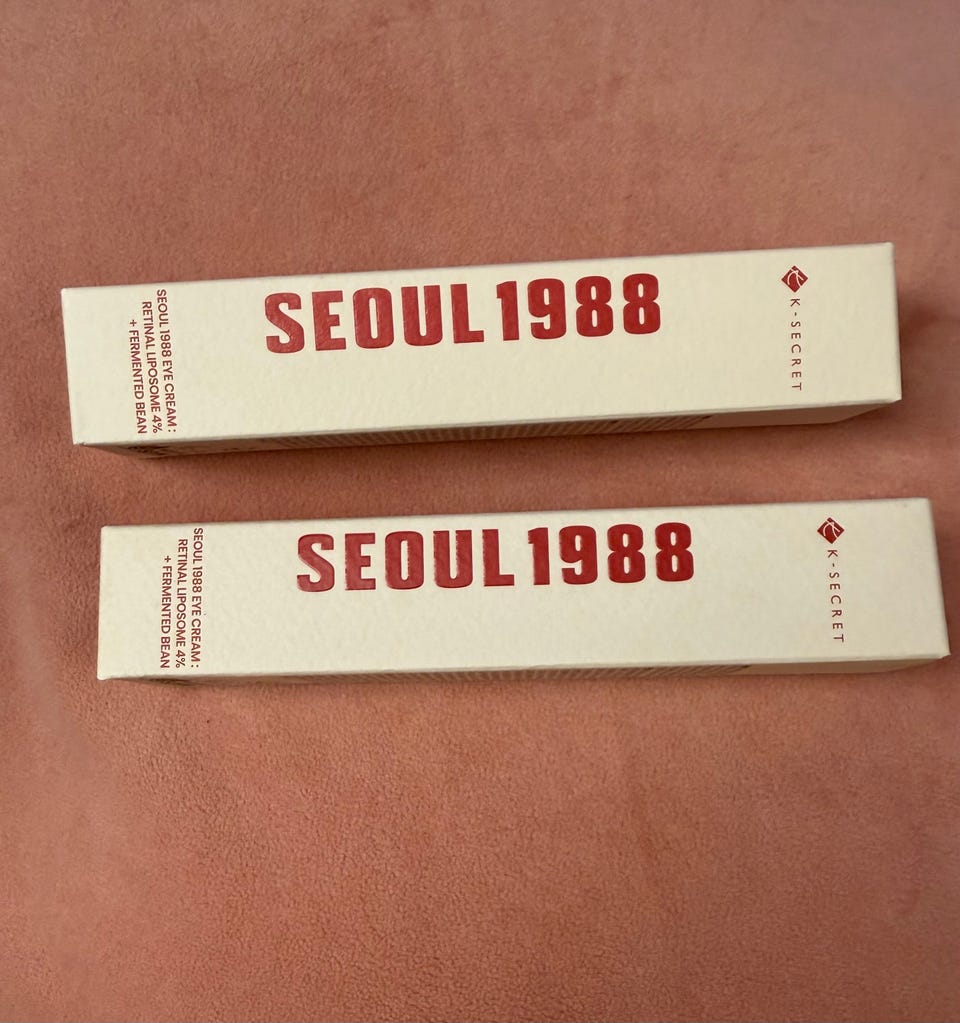 SEOUL 1988
K-SECRET
SEOUL 1988 EYE CREAM :
RETINAL LIPOSOME 4%
+ FERMENTED BEAN
SEOUL 1988
K-SECRET
SEOUL 1988 EYE CREAM :
RETINAL LIPOSOME 4%
+ FERMENTED BEAN